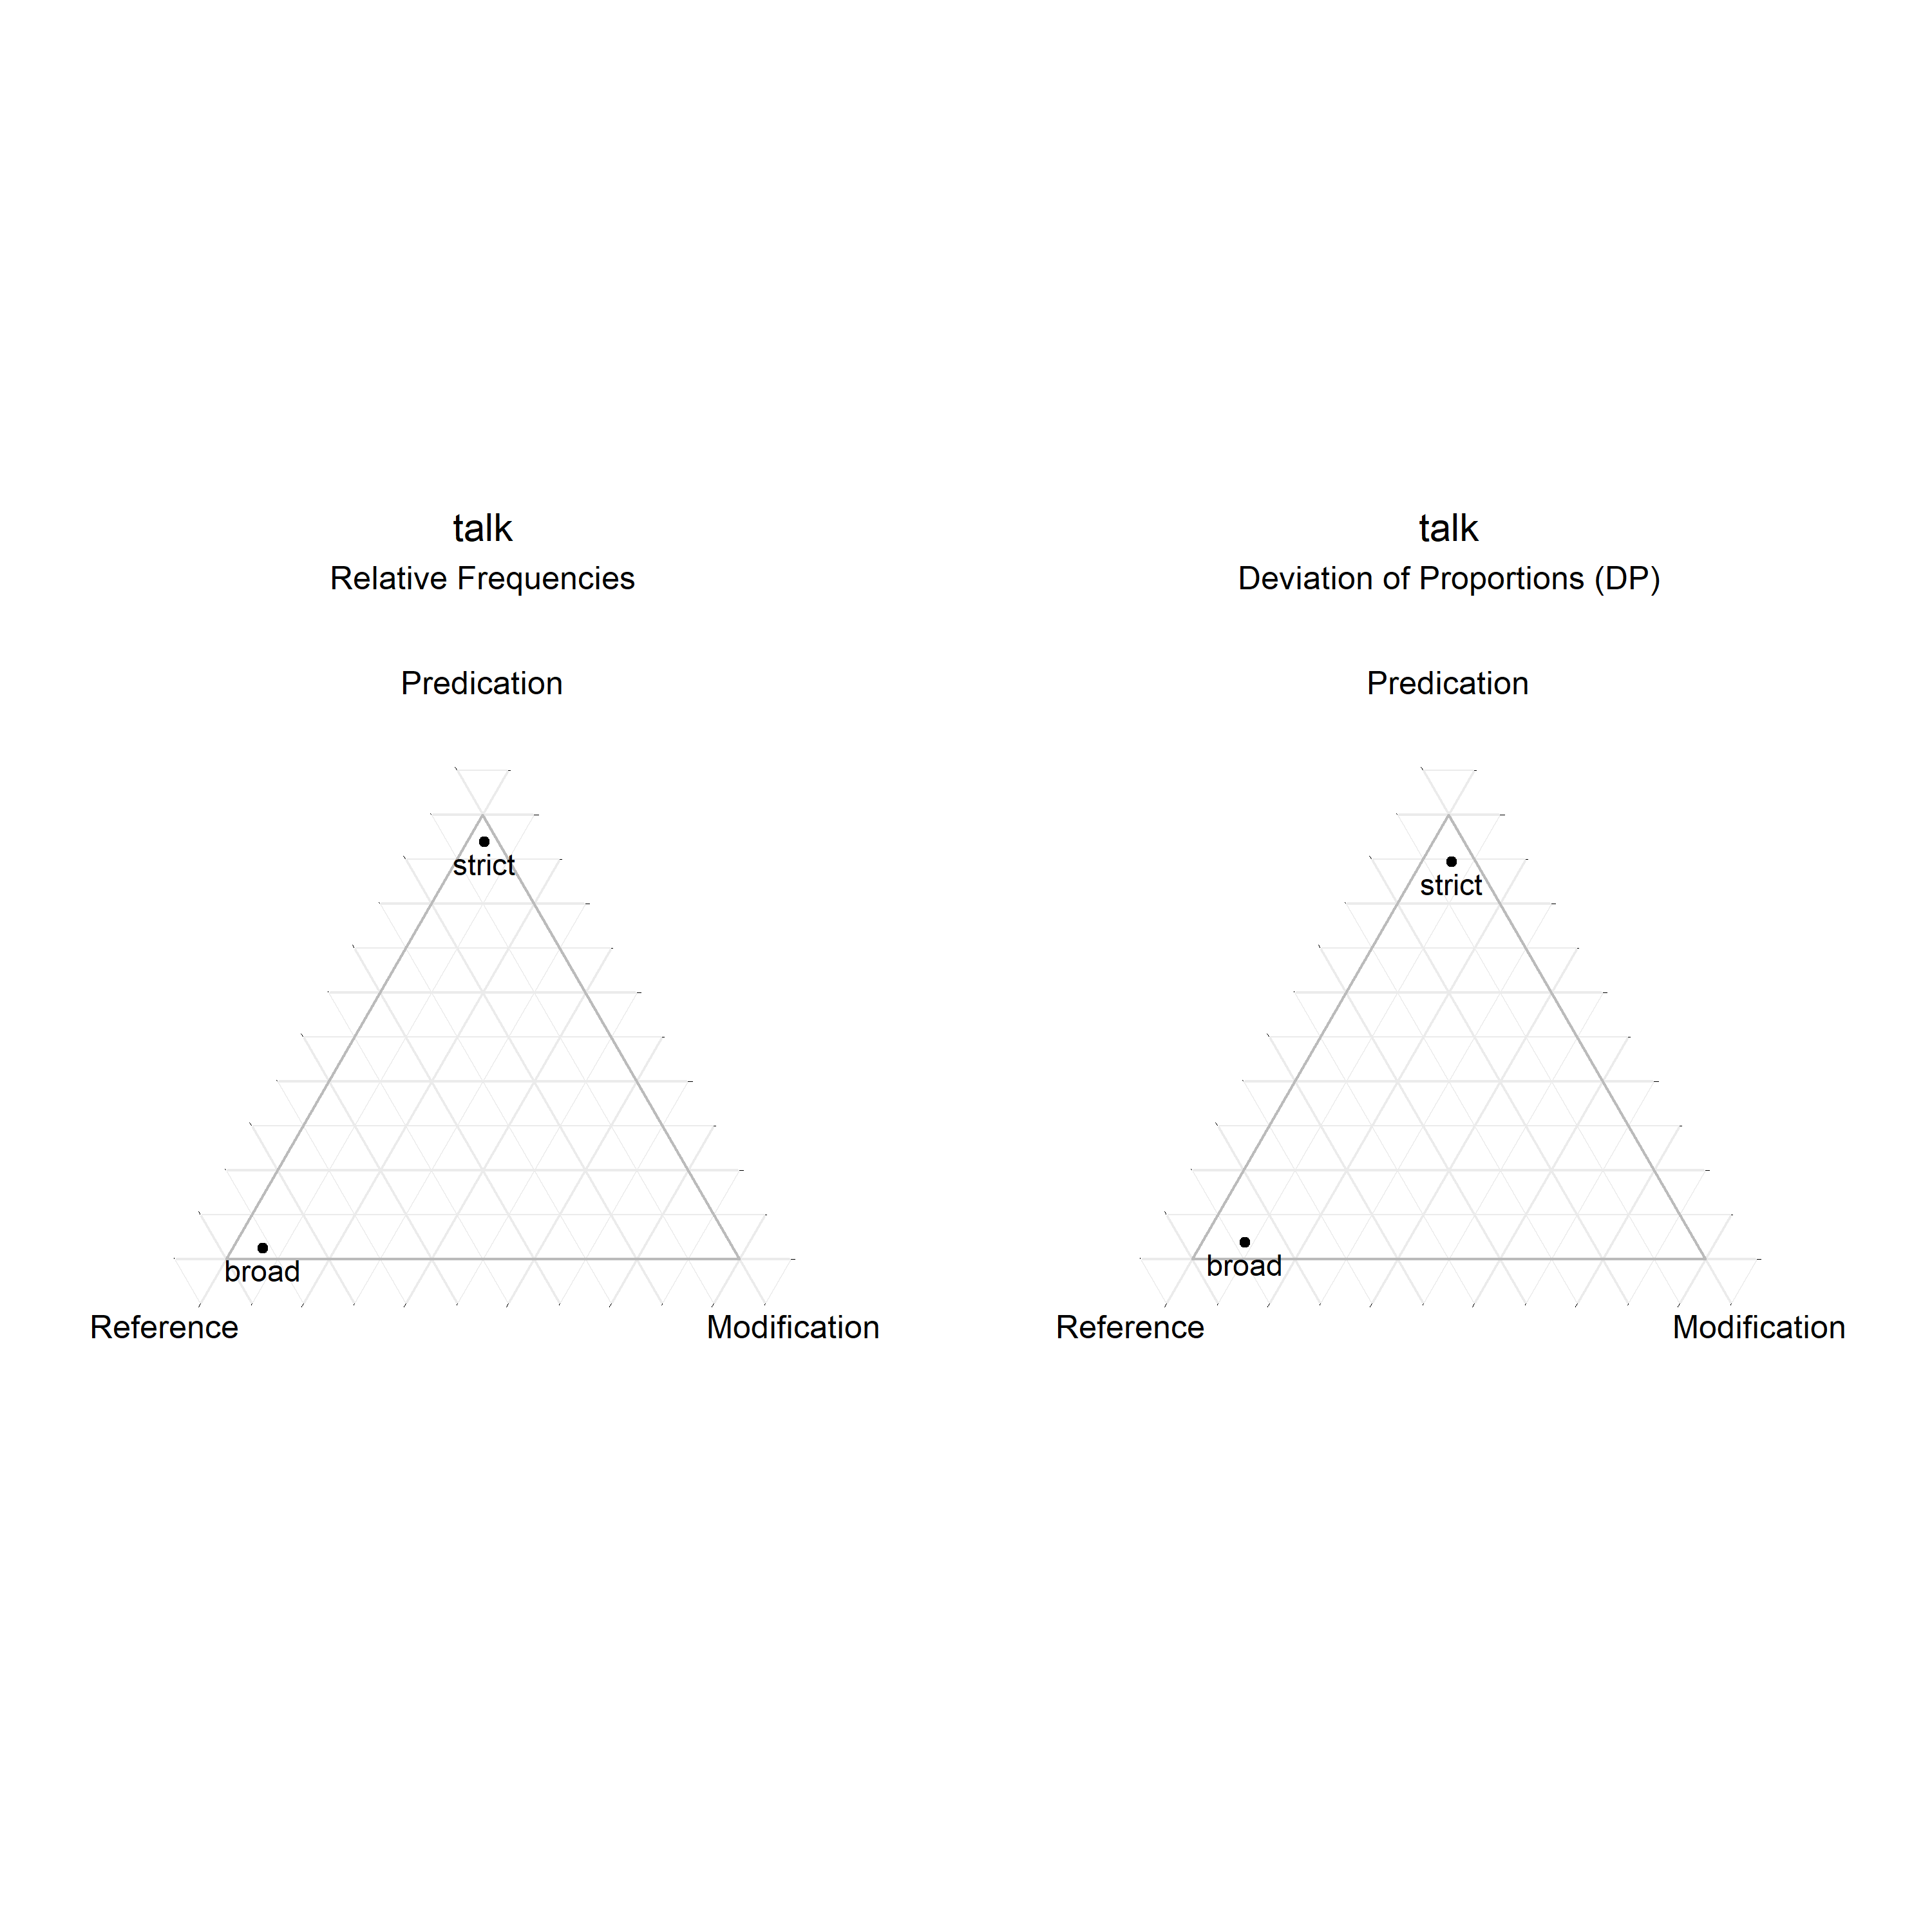 talk
Relative Frequencies
Predication
strict
broad
Reference
Modification
talk
Deviation of Proportions (DP)
Predication
strict
broad
Reference
Modification